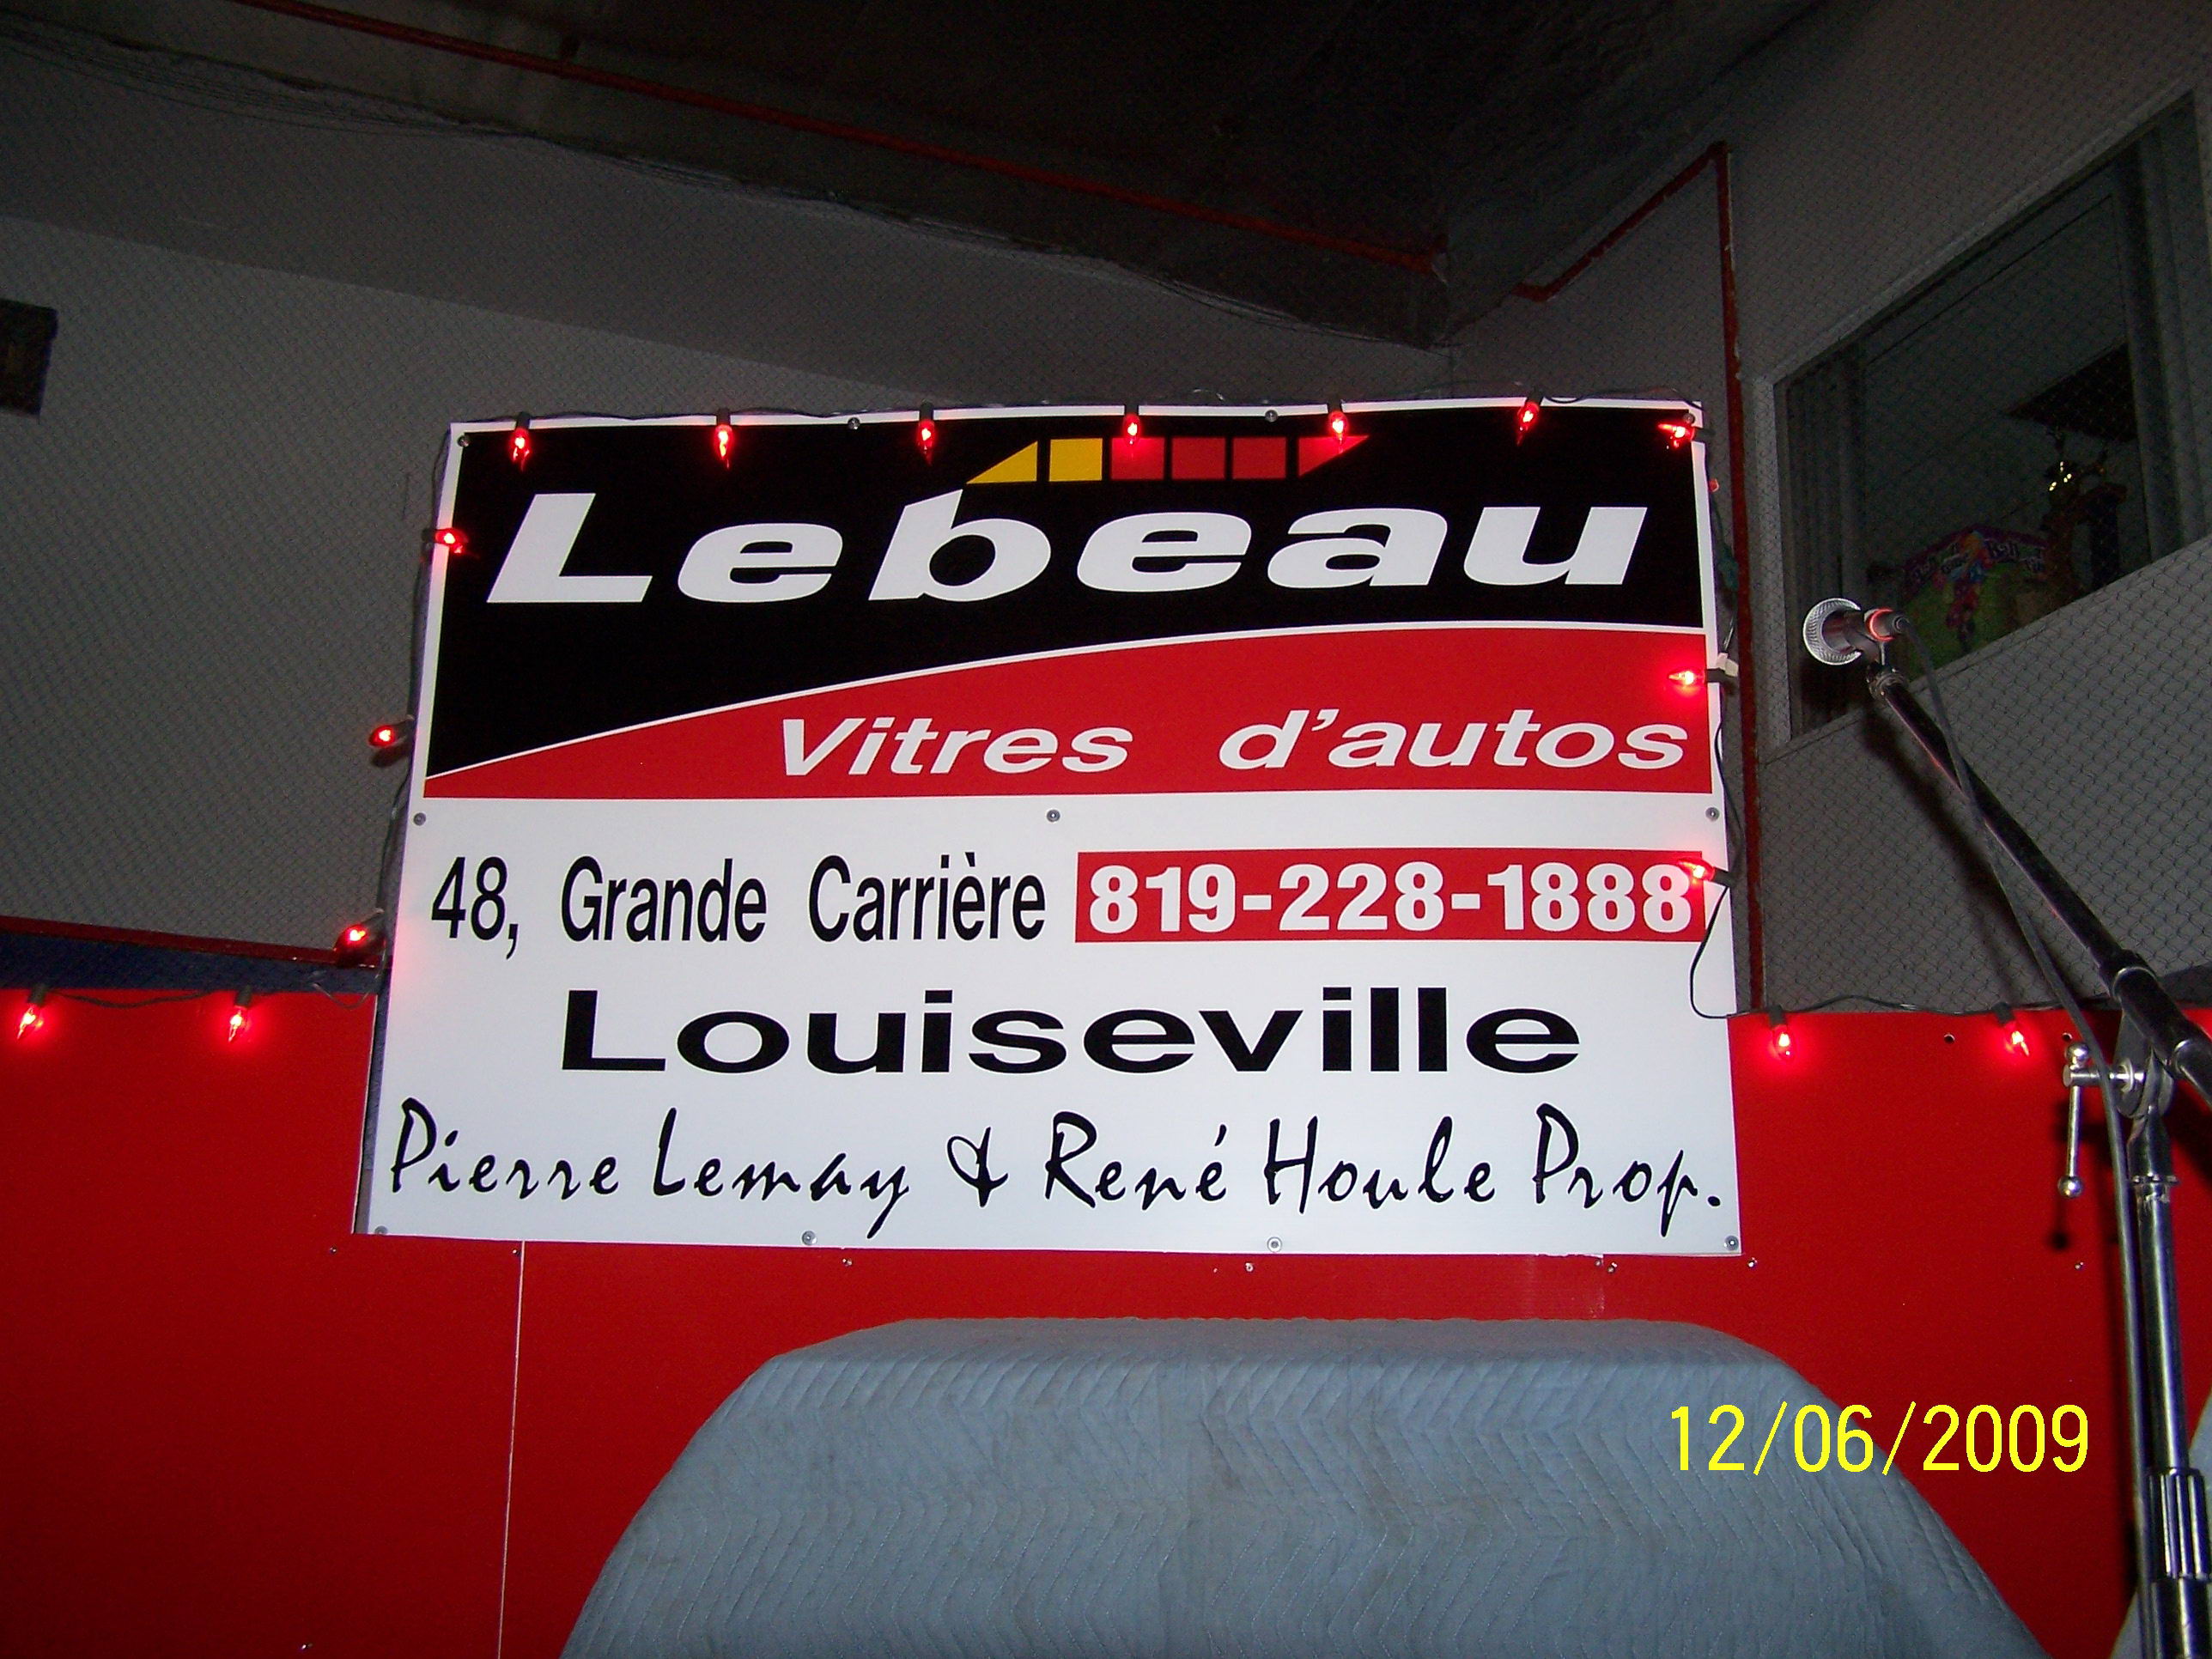 Lebeau
Vitres d'autos
48, Grande Carrière 819-228-1888
Louiseville
Pierre Lemay & René Houle Prop.
12/06/2009